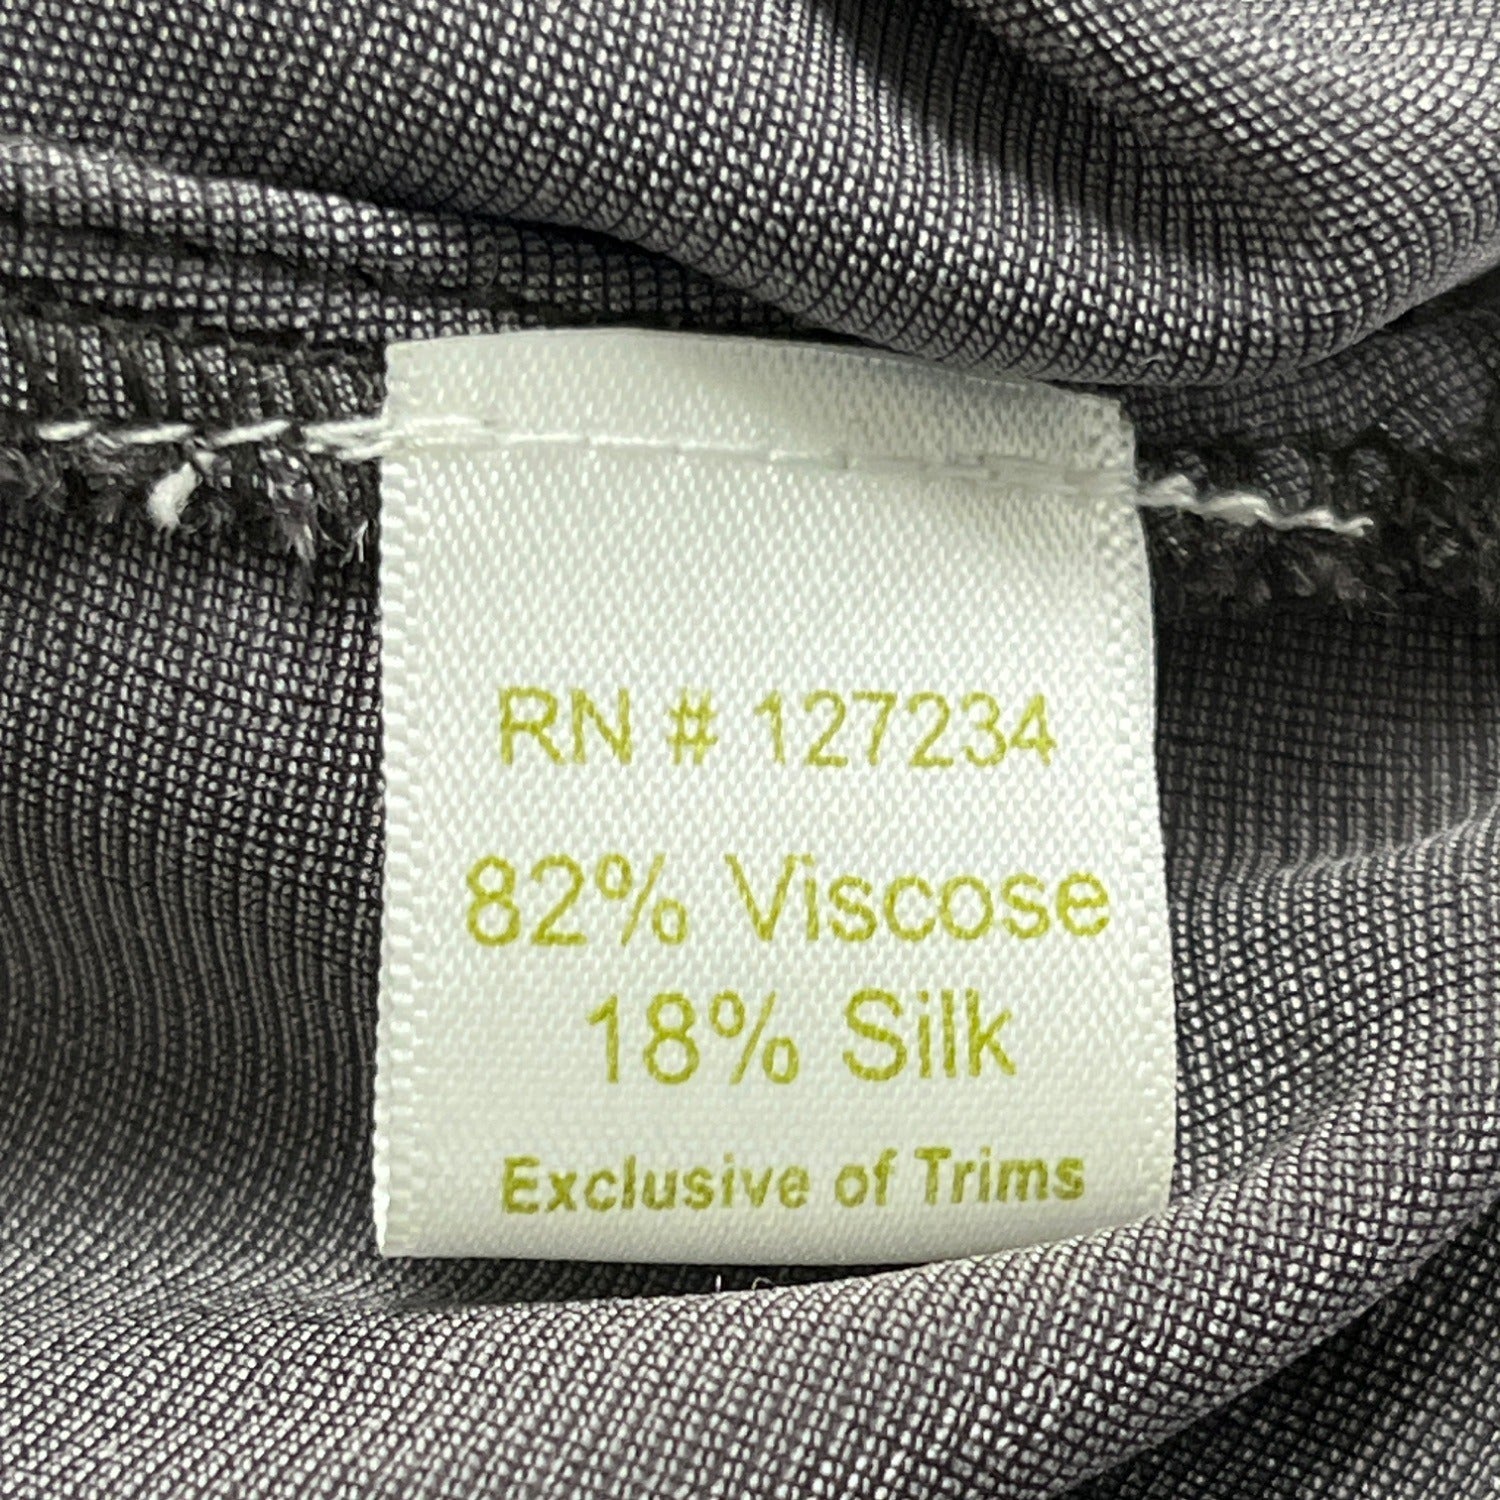 RN # 127234
82% Viscose
18% Silk
Exclusive of Trims